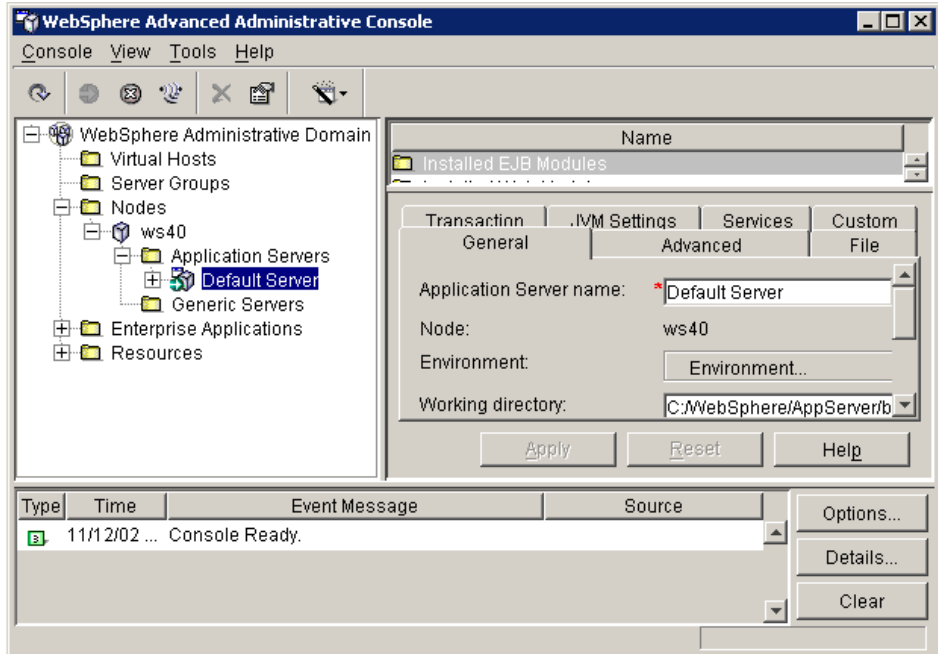 WebSphere Advanced Administrative Console
Console View Tools Help
WebSphere Administrative Domain
Virtual Hosts
Server Groups
Nodes
ws40
Application Servers
Default Server
Generic Servers
Enterprise Applications
Resources
Name
Installed EJB Modules
Transaction JVM Settings Services Custom
General Advanced File
Application Server name: *Default Server
Node: ws40
Environment: Environment...
Working directory: C:/WebSphere/AppServer/b
Apply Reset Help
Type Time Event Message Source
11/12/02 ... Console Ready.
Options...
Details...
Clear